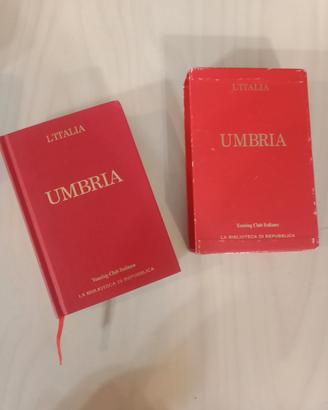 L'ITALIA
UMBRIA
Touring Club Italiano
LA BIBLIOTECA DI REPUBBLICA
L'ITALIA
UMBRIA
Touring Club Italiano
LA BIBLIOTECA DI REPUBBLICA